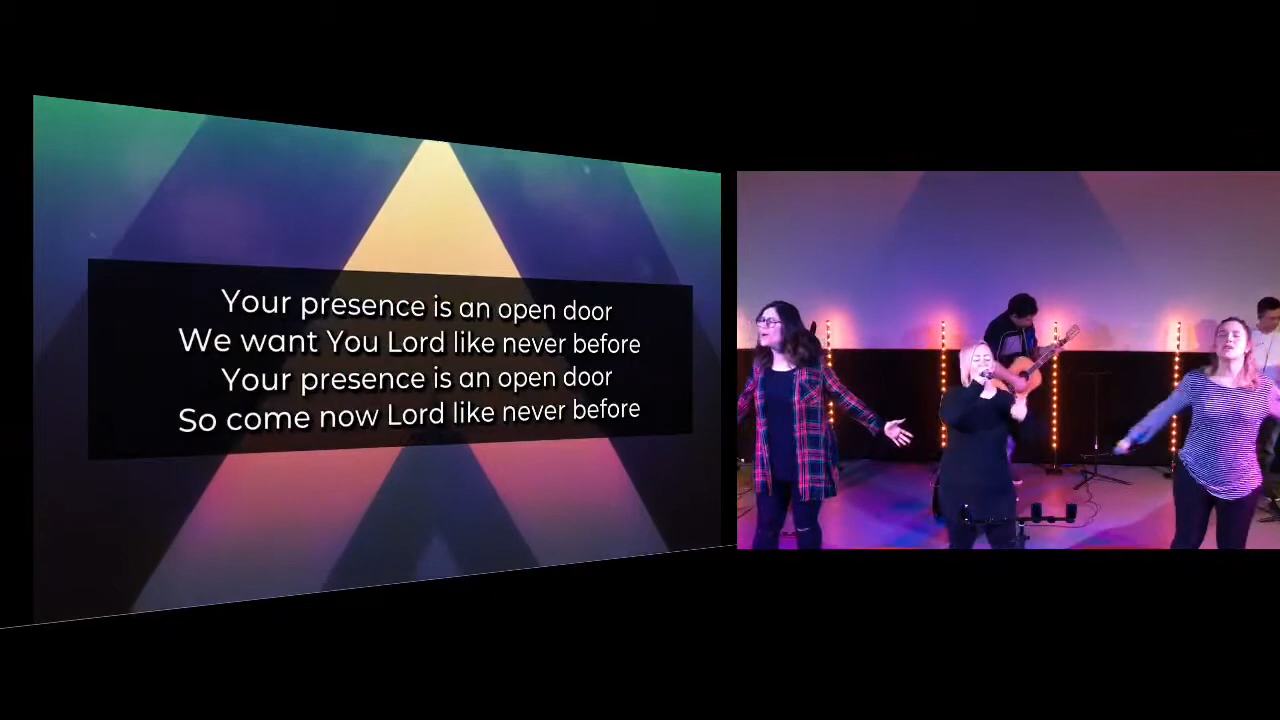 Your presence is an open door
We want You Lord like never before
Your presence is an open door
So come now Lord like never before